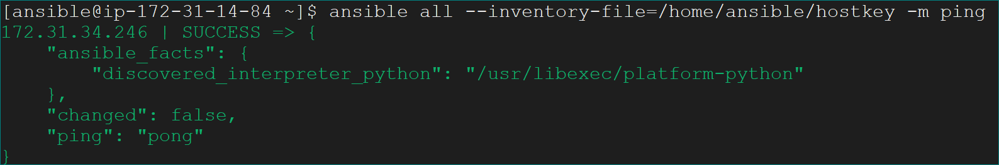 [ansible@ip-172-31-14-84 ~]$ ansible all --inventory-file=/home/ansible/hostkey -m ping
172.31.34.246 | SUCCESS => {
    "ansible_facts": {
        "discovered_interpreter_python": "/usr/libexec/platform-python"
    },
    "changed": false,
    "ping": "pong"
}